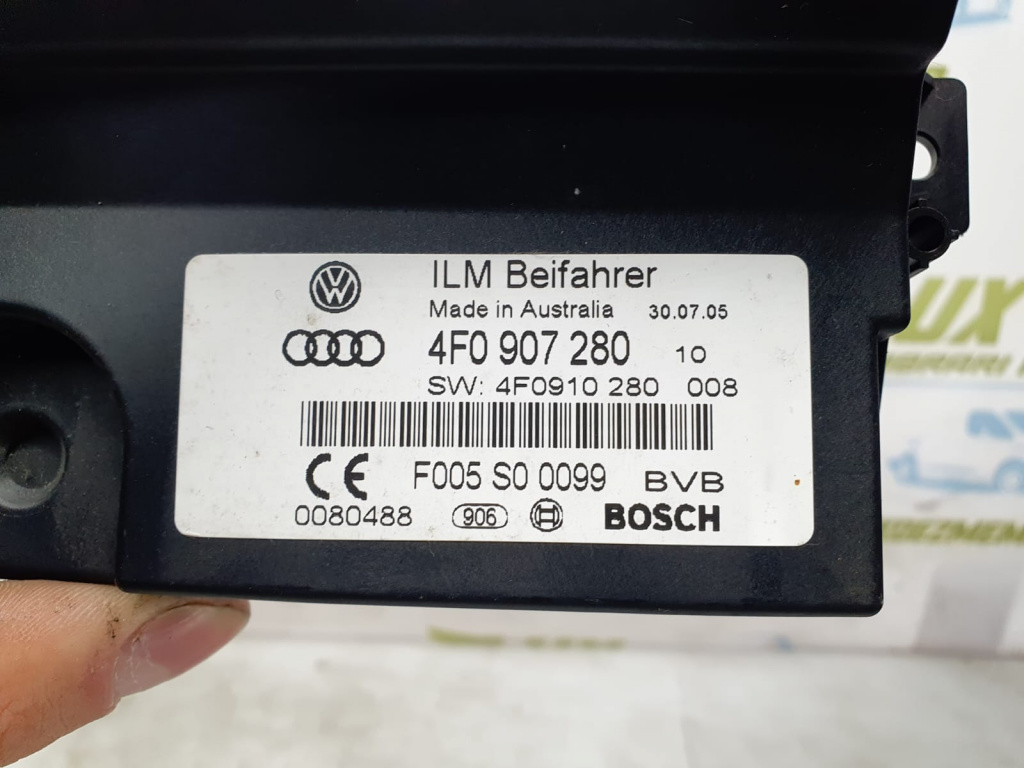 ILM Beifahrer
Made in Australia 30.07.05
4F0 907 280 10
SW: 4F0910 280 008
F005 S0 0099 BVB
0080488 906 BOSCH
UX